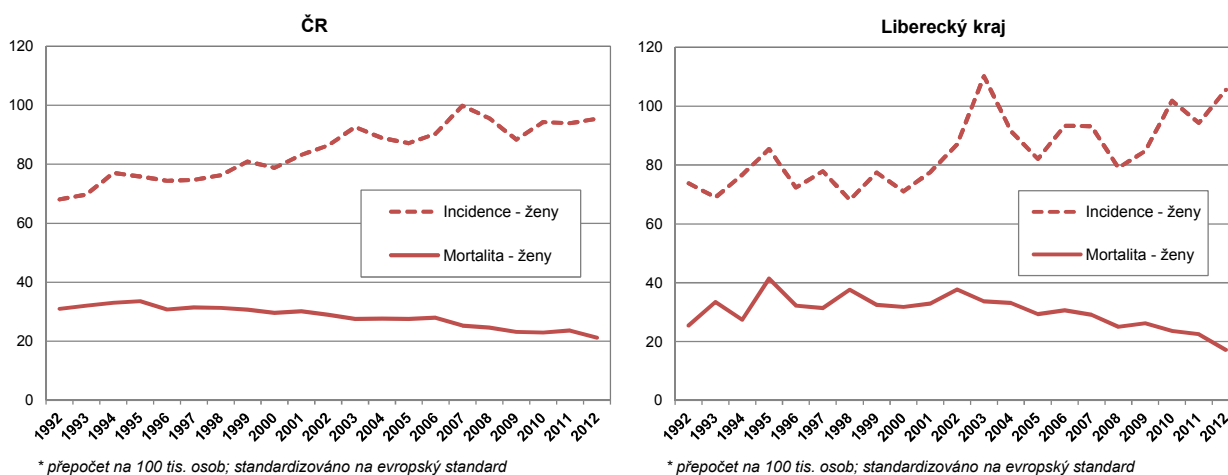 ČR
120
100
80
60
40
20
0
Incidence - ženy
Mortalita - ženy
1992 1993 1994 1995 1996 1997 1998 1999 2000 2001 2002 2003 2004 2005 2006 2007 2008 2009 2010 2011 2012
* přepočet na 100 tis. osob; standardizováno na evropský standard
Liberecký kraj
120
100
80
60
40
20
0
Incidence - ženy
Mortalita - ženy
1992 1993 1994 1995 1996 1997 1998 1999 2000 2001 2002 2003 2004 2005 2006 2007 2008 2009 2010 2011 2012
* přepočet na 100 tis. osob; standardizováno na evropský standard